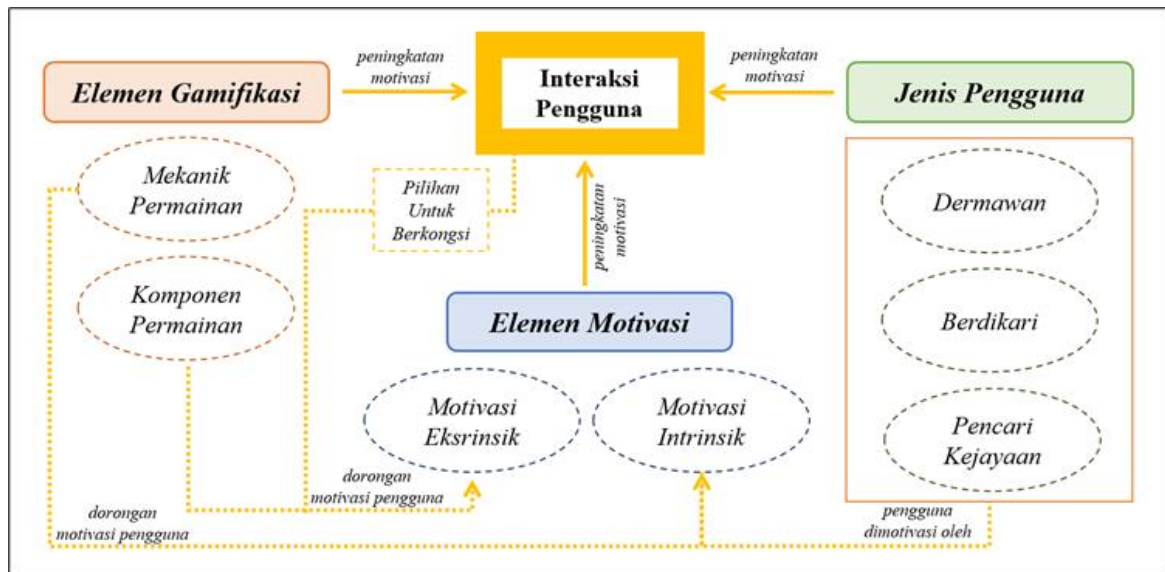 peningkatan
motivasi
Elemen Gamifikasi
Interaksi
Pengguna
peningkatan
motivasi
Jenis Pengguna
Mekanik
Permainan
Pilihan
Untuk
Berkongsi
peningkatan
motivasi
Dermawan
Komponen
Permainan
Elemen Motivasi
Berdikari
Motivasi
Eksrinsik
Motivasi
Intrinsik
Pencari
Kejayaan
dorongan
motivasi pengguna
dorongan
motivasi pengguna
pengguna
dimotivasi oleh